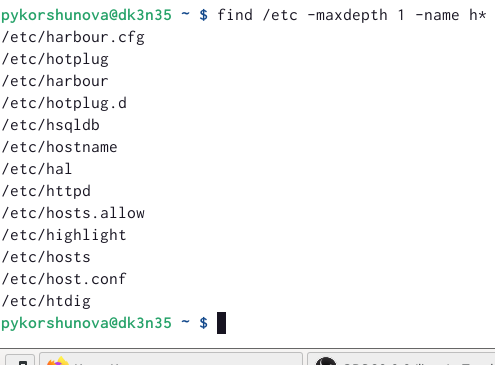 pykorshunova@dk3n35 ~ $ find /etc -maxdepth 1 -name h*
/etc/harbour.cfg
/etc/hotplug
/etc/harbour
/etc/hotplug.d
/etc/hsqldb
/etc/hostname
/etc/hal
/etc/httpd
/etc/hosts.allow
/etc/highlight
/etc/hosts
/etc/host.conf
/etc/htdig
pykorshunova@dk3n35 ~ $